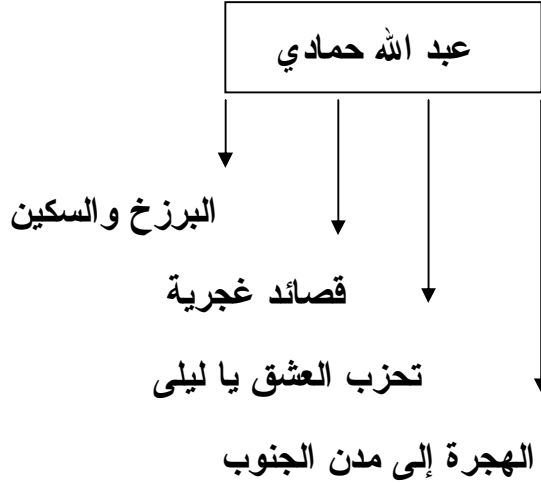 عبد الله حمادي
البرزخ والسكين
قصائد غجرية
تحزب العشق يا ليلى
الهجرة إلى مدن الجنوب